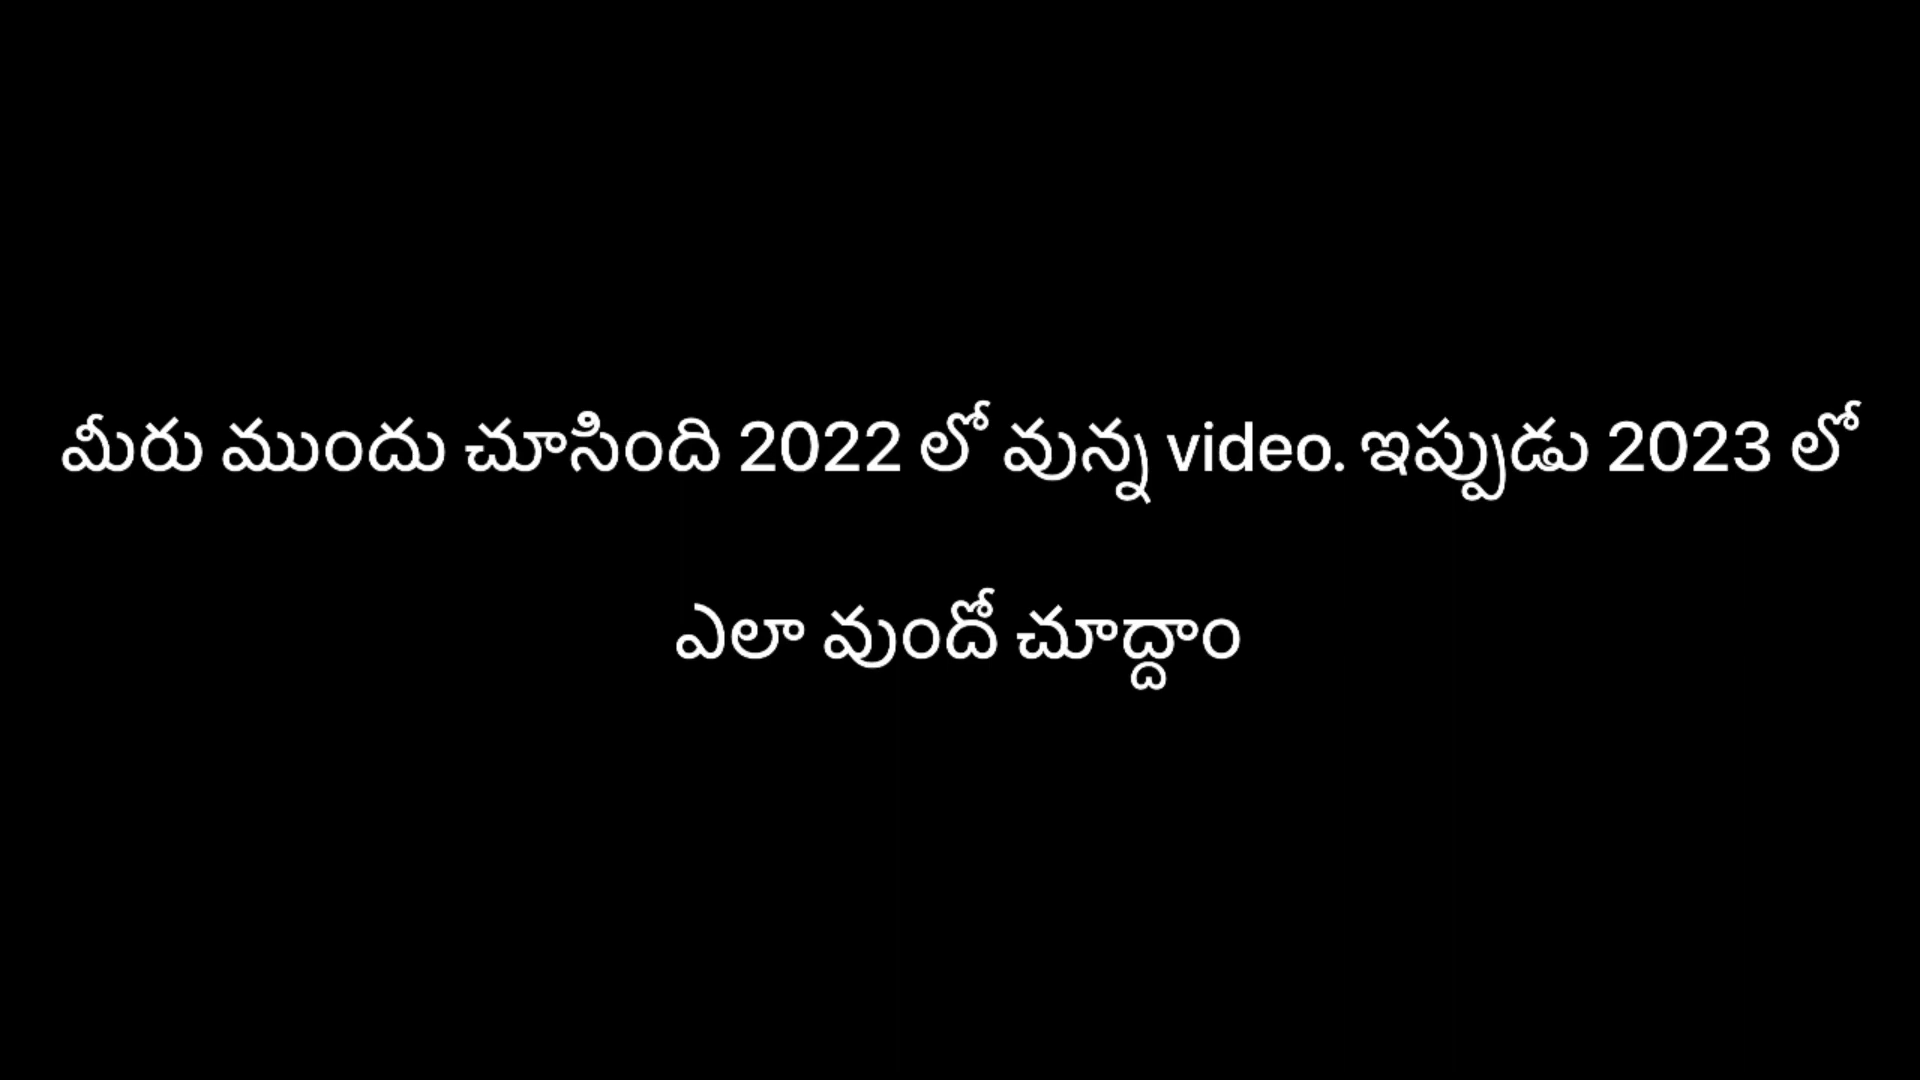 మీరు ముందు చూసింది 2022 లో వున్న video. ఇప్పుడు 2023 లో
ఎలా వుందో చూద్దాం